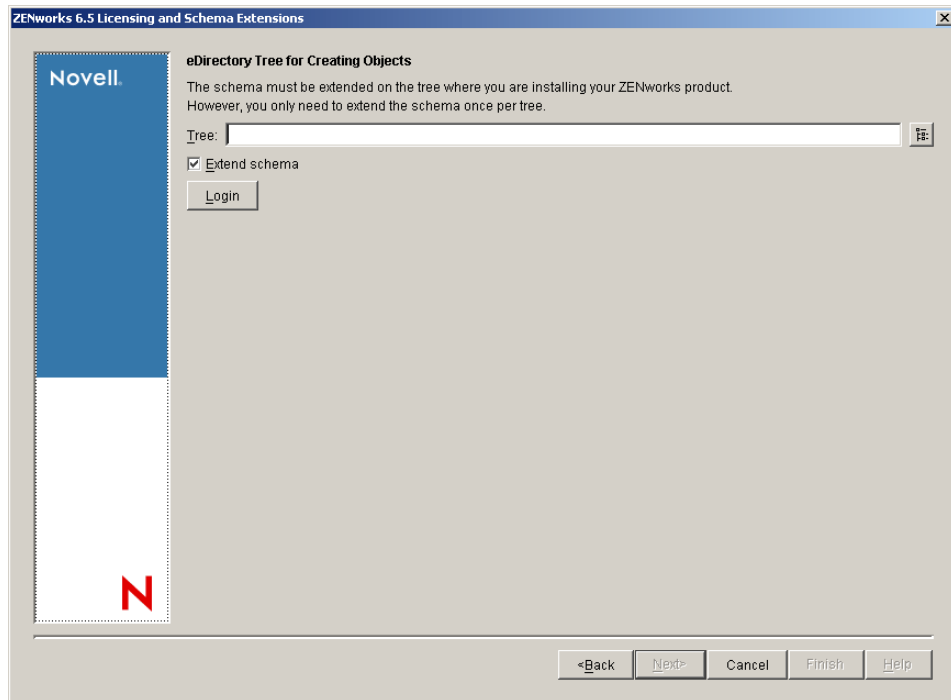 ZENworks 6.5 Licensing and Schema Extensions
Novell.
eDirectory Tree for Creating Objects
The schema must be extended on the tree where you are installing your ZENworks product.
However, you only need to extend the schema once per tree.
Tree:
Extend schema
Login
N
<Back
Next>
Cancel
Finish
Help